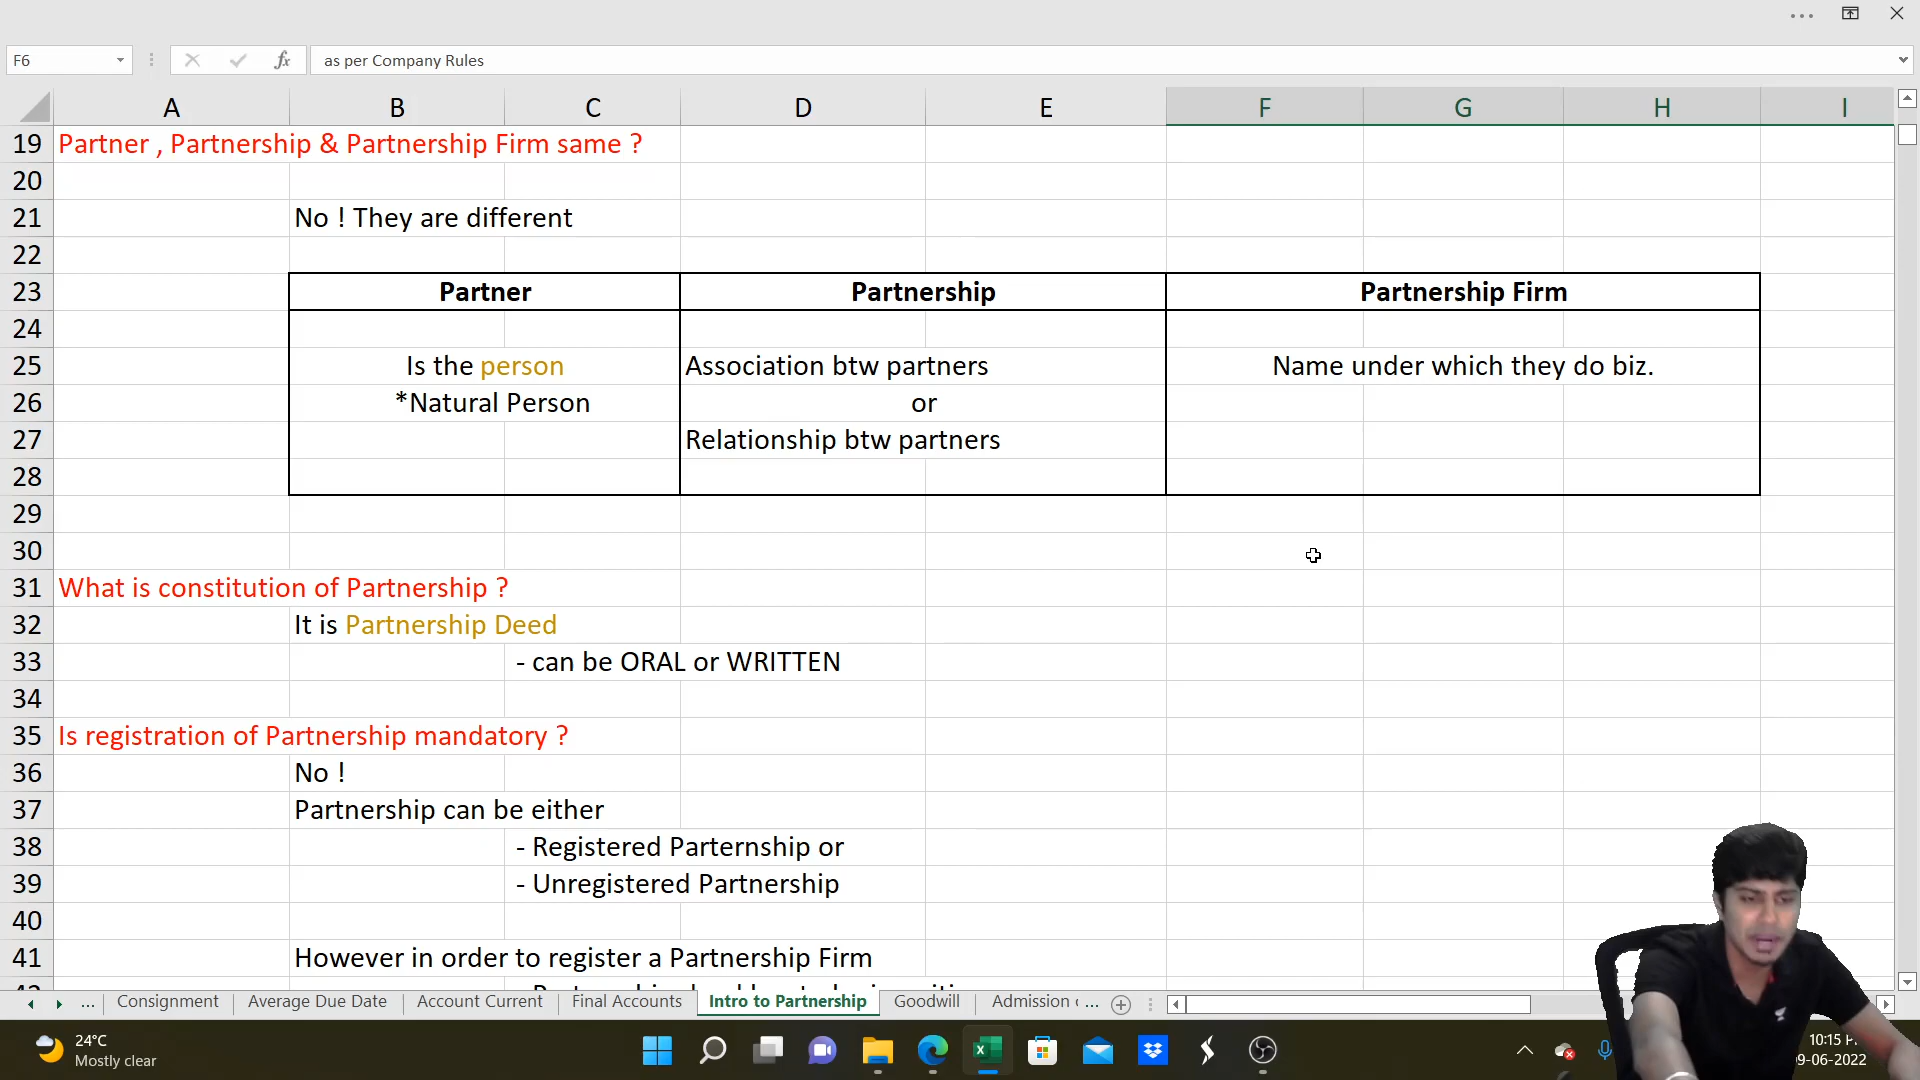 F6
fx
as per Company Rules
A B C D E F G H I
19 Partner , Partnership & Partnership Firm same ?
20
21 No ! They are different
22
23 Partner Partnership Partnership Firm
24
25 Is the person Association btw partners Name under which they do biz.
26 *Natural Person or
27 Relationship btw partners
28
29
30
31 What is constitution of Partnership ?
32 It is Partnership Deed
33 - can be ORAL or WRITTEN
34
35 Is registration of Partnership mandatory ?
36 No !
37 Partnership can be either
38 - Registered Parternship or
39 - Unregistered Partnership
40
41 However in order to register a Partnership Firm
... Consignment Average Due Date Account Current Final Accounts Intro to Partnership Goodwill Admission ...
24°C
Mostly clear
10:15
09-06-2022